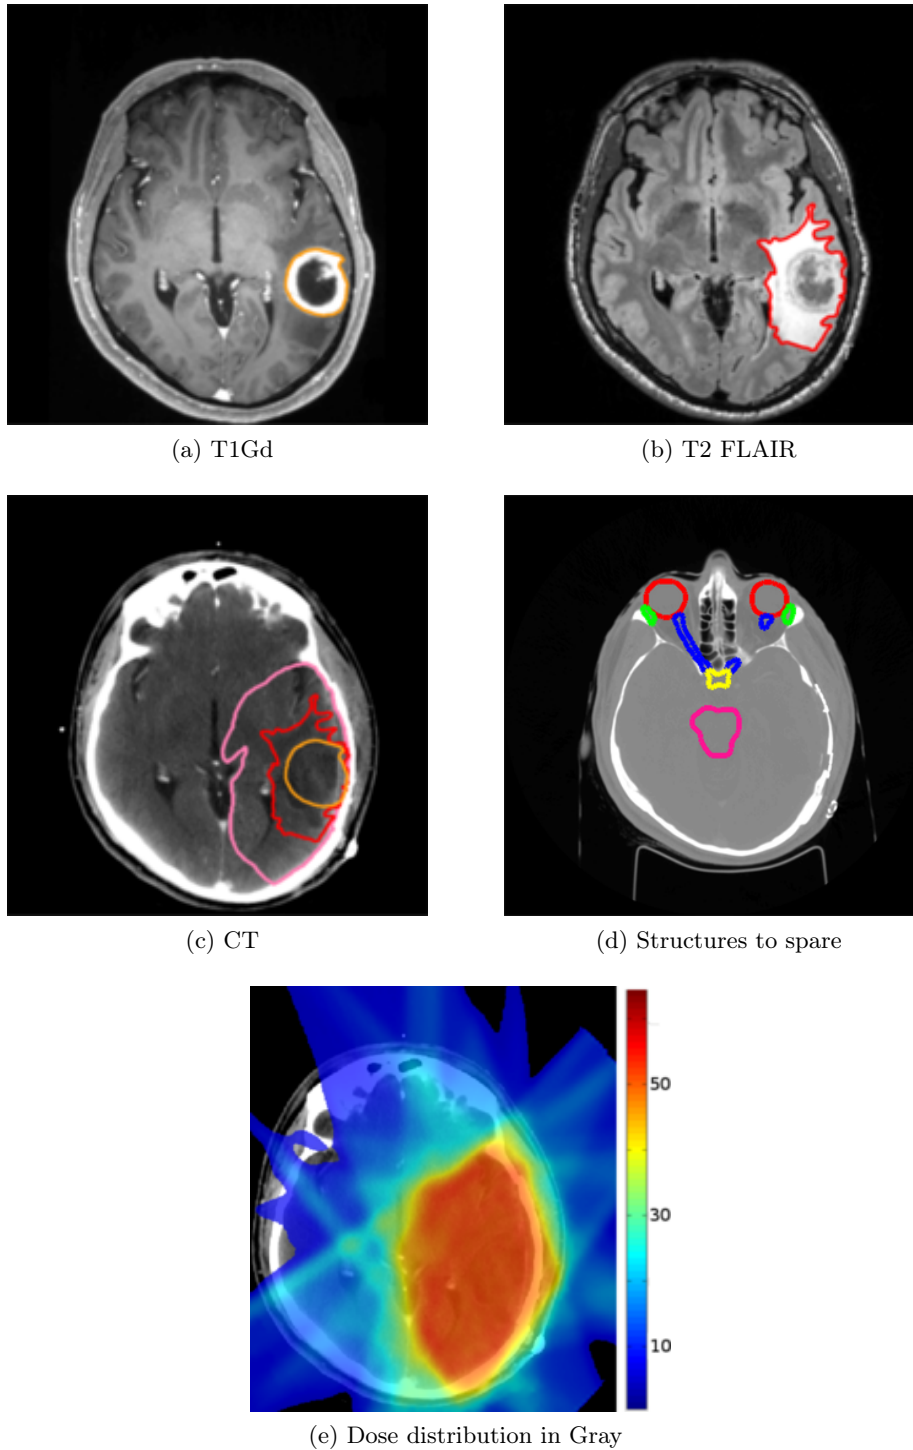 (a) T1Gd
(b) T2 FLAIR
(c) CT
(d) Structures to spare
50
30
10
(e) Dose distribution in Gray